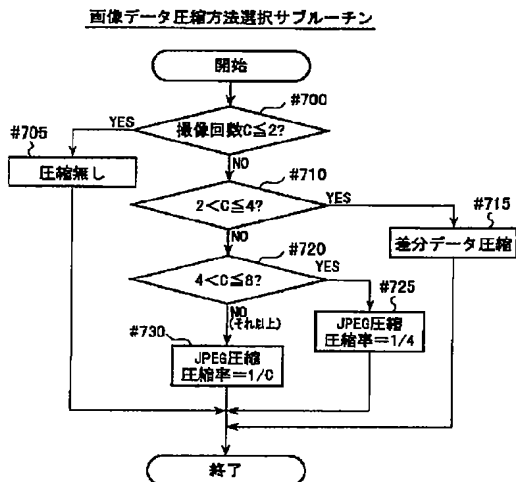 画像データ圧縮方法選択サブルーチン
開始
#700
撮像回数C≦2?
YES
#705
圧縮無し
NO
#710
2<C≦4?
YES
#715
差分データ圧縮
NO
#720
4<C≦8?
YES
#725
JPEG圧縮
圧縮率=1/4
NO
(それ以上)
#730
JPEG圧縮
圧縮率=1/C
終了